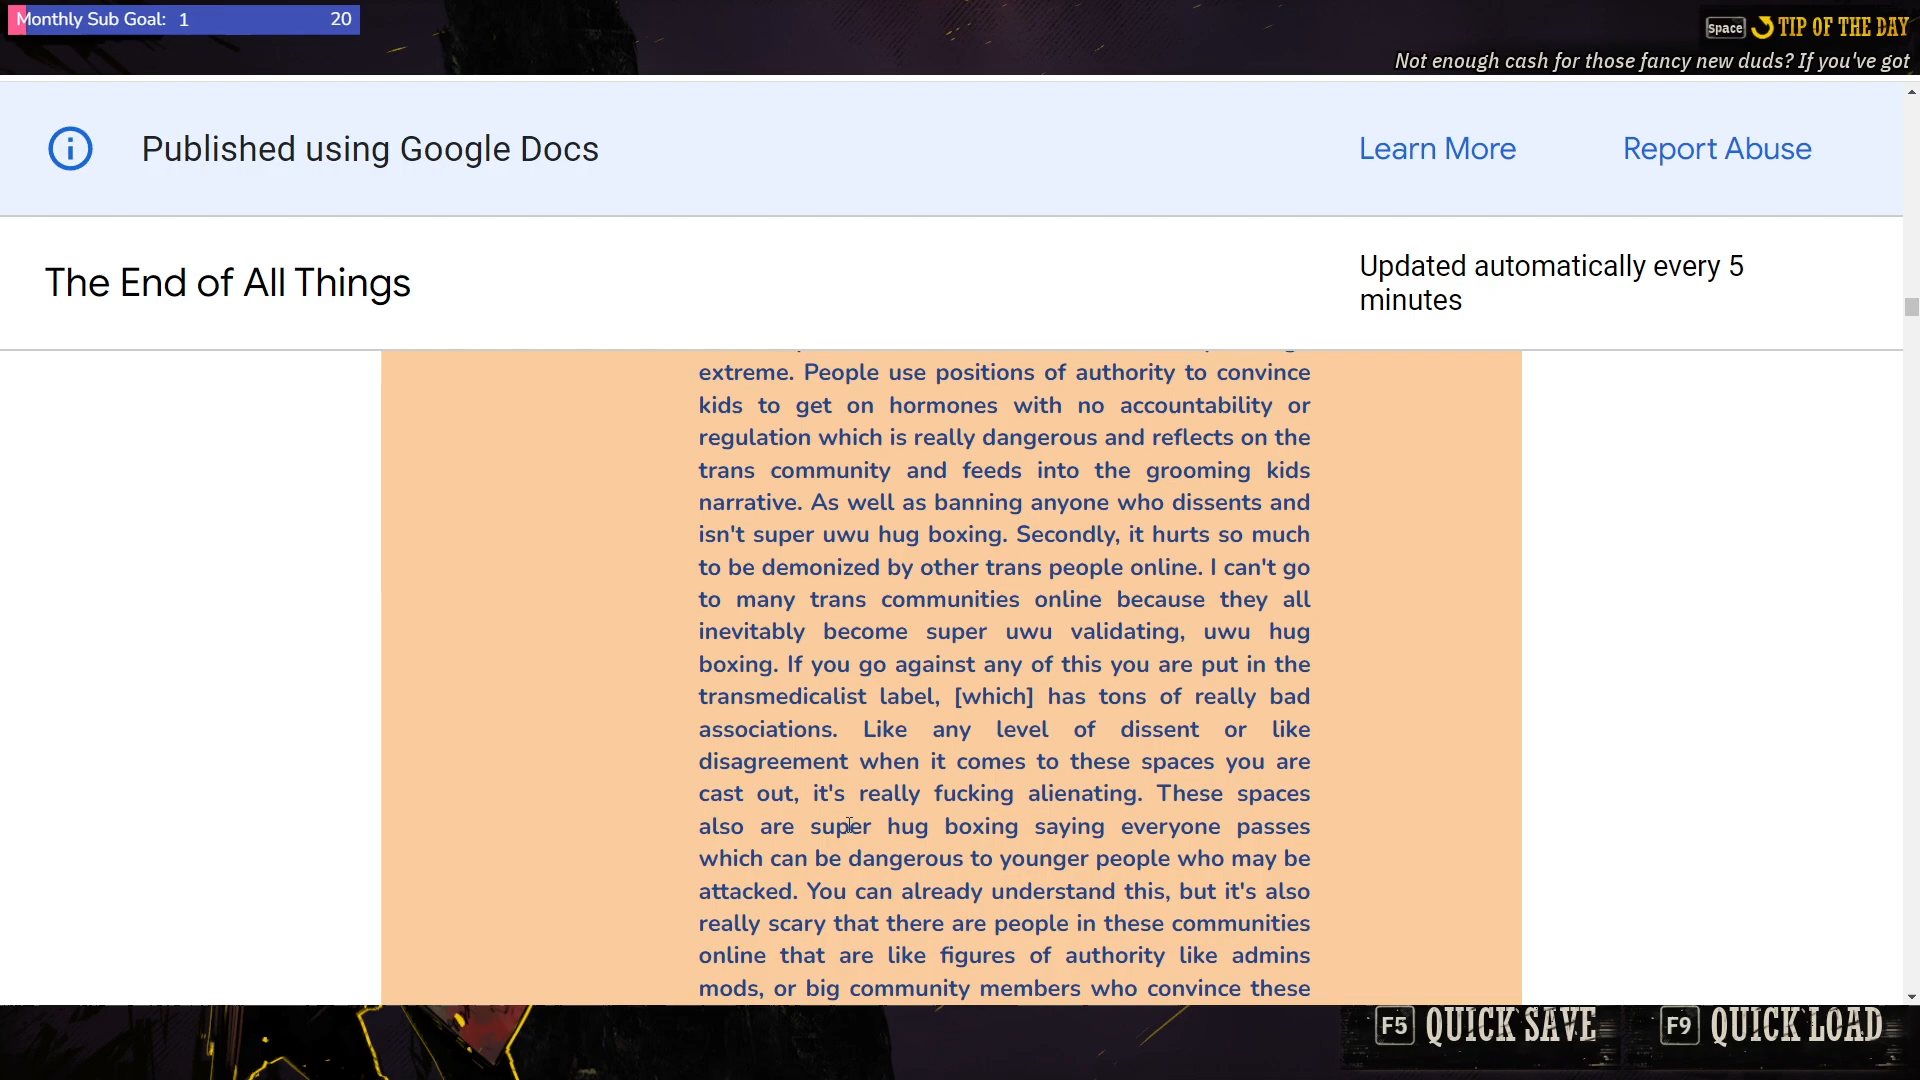 Monthly Sub Goal: 1 20
Space TIP OF THE DAY
Not enough cash for those fancy new duds? If you've got
Published using Google Docs
Learn More
Report Abuse
The End of All Things
Updated automatically every 5
minutes
extreme. People use positions of authority to convince
kids to get on hormones with no accountability or
regulation which is really dangerous and reflects on the
trans community and feeds into the grooming kids
narrative. As well as banning anyone who dissents and
isn't super uwu hug boxing. Secondly, it hurts so much
to be demonized by other trans people online. I can't go
to many trans communities online because they all
inevitably become super uwu validating, uwu hug
boxing. If you go against any of this you are put in the
transmedicalist label, [which] has tons of really bad
associations. Like any level of dissent or like
disagreement when it comes to these spaces you are
cast out, it's really fucking alienating. These spaces
also are super hug boxing saying everyone passes
which can be dangerous to younger people who may be
attacked. You can already understand this, but it's also
really scary that there are people in these communities
online that are like figures of authority like admins
mods, or big community members who convince these
F5 QUICK SAVE
F9 QUICK LOAD